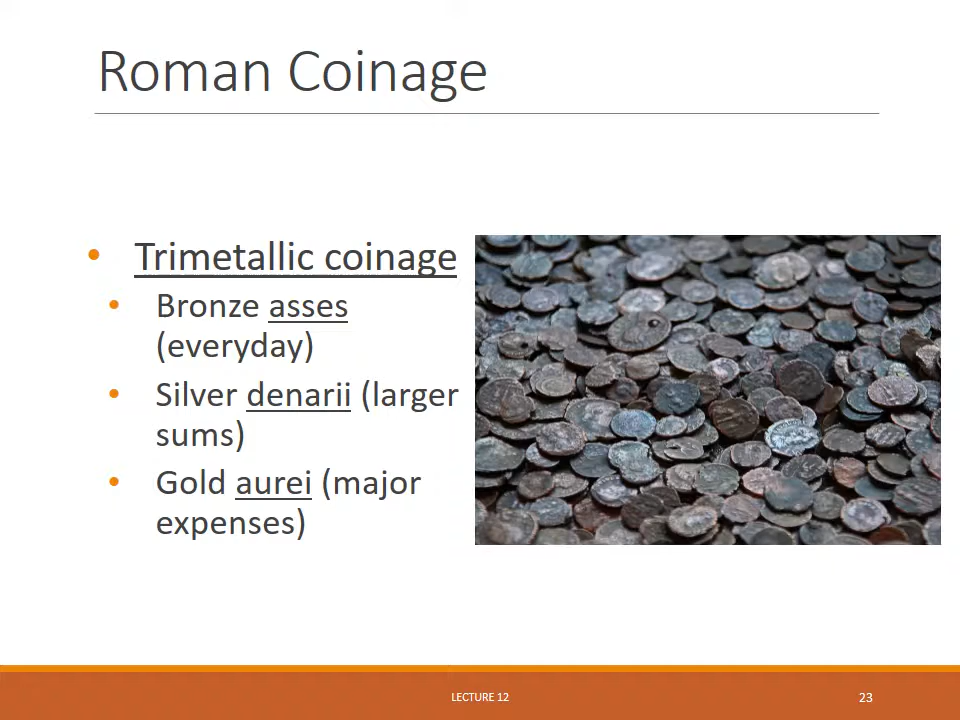 Roman Coinage
• Trimetallic coinage
• Bronze asses
(everyday)
• Silver denarii (larger
sums)
• Gold aurei (major
expenses)
LECTURE 12
23